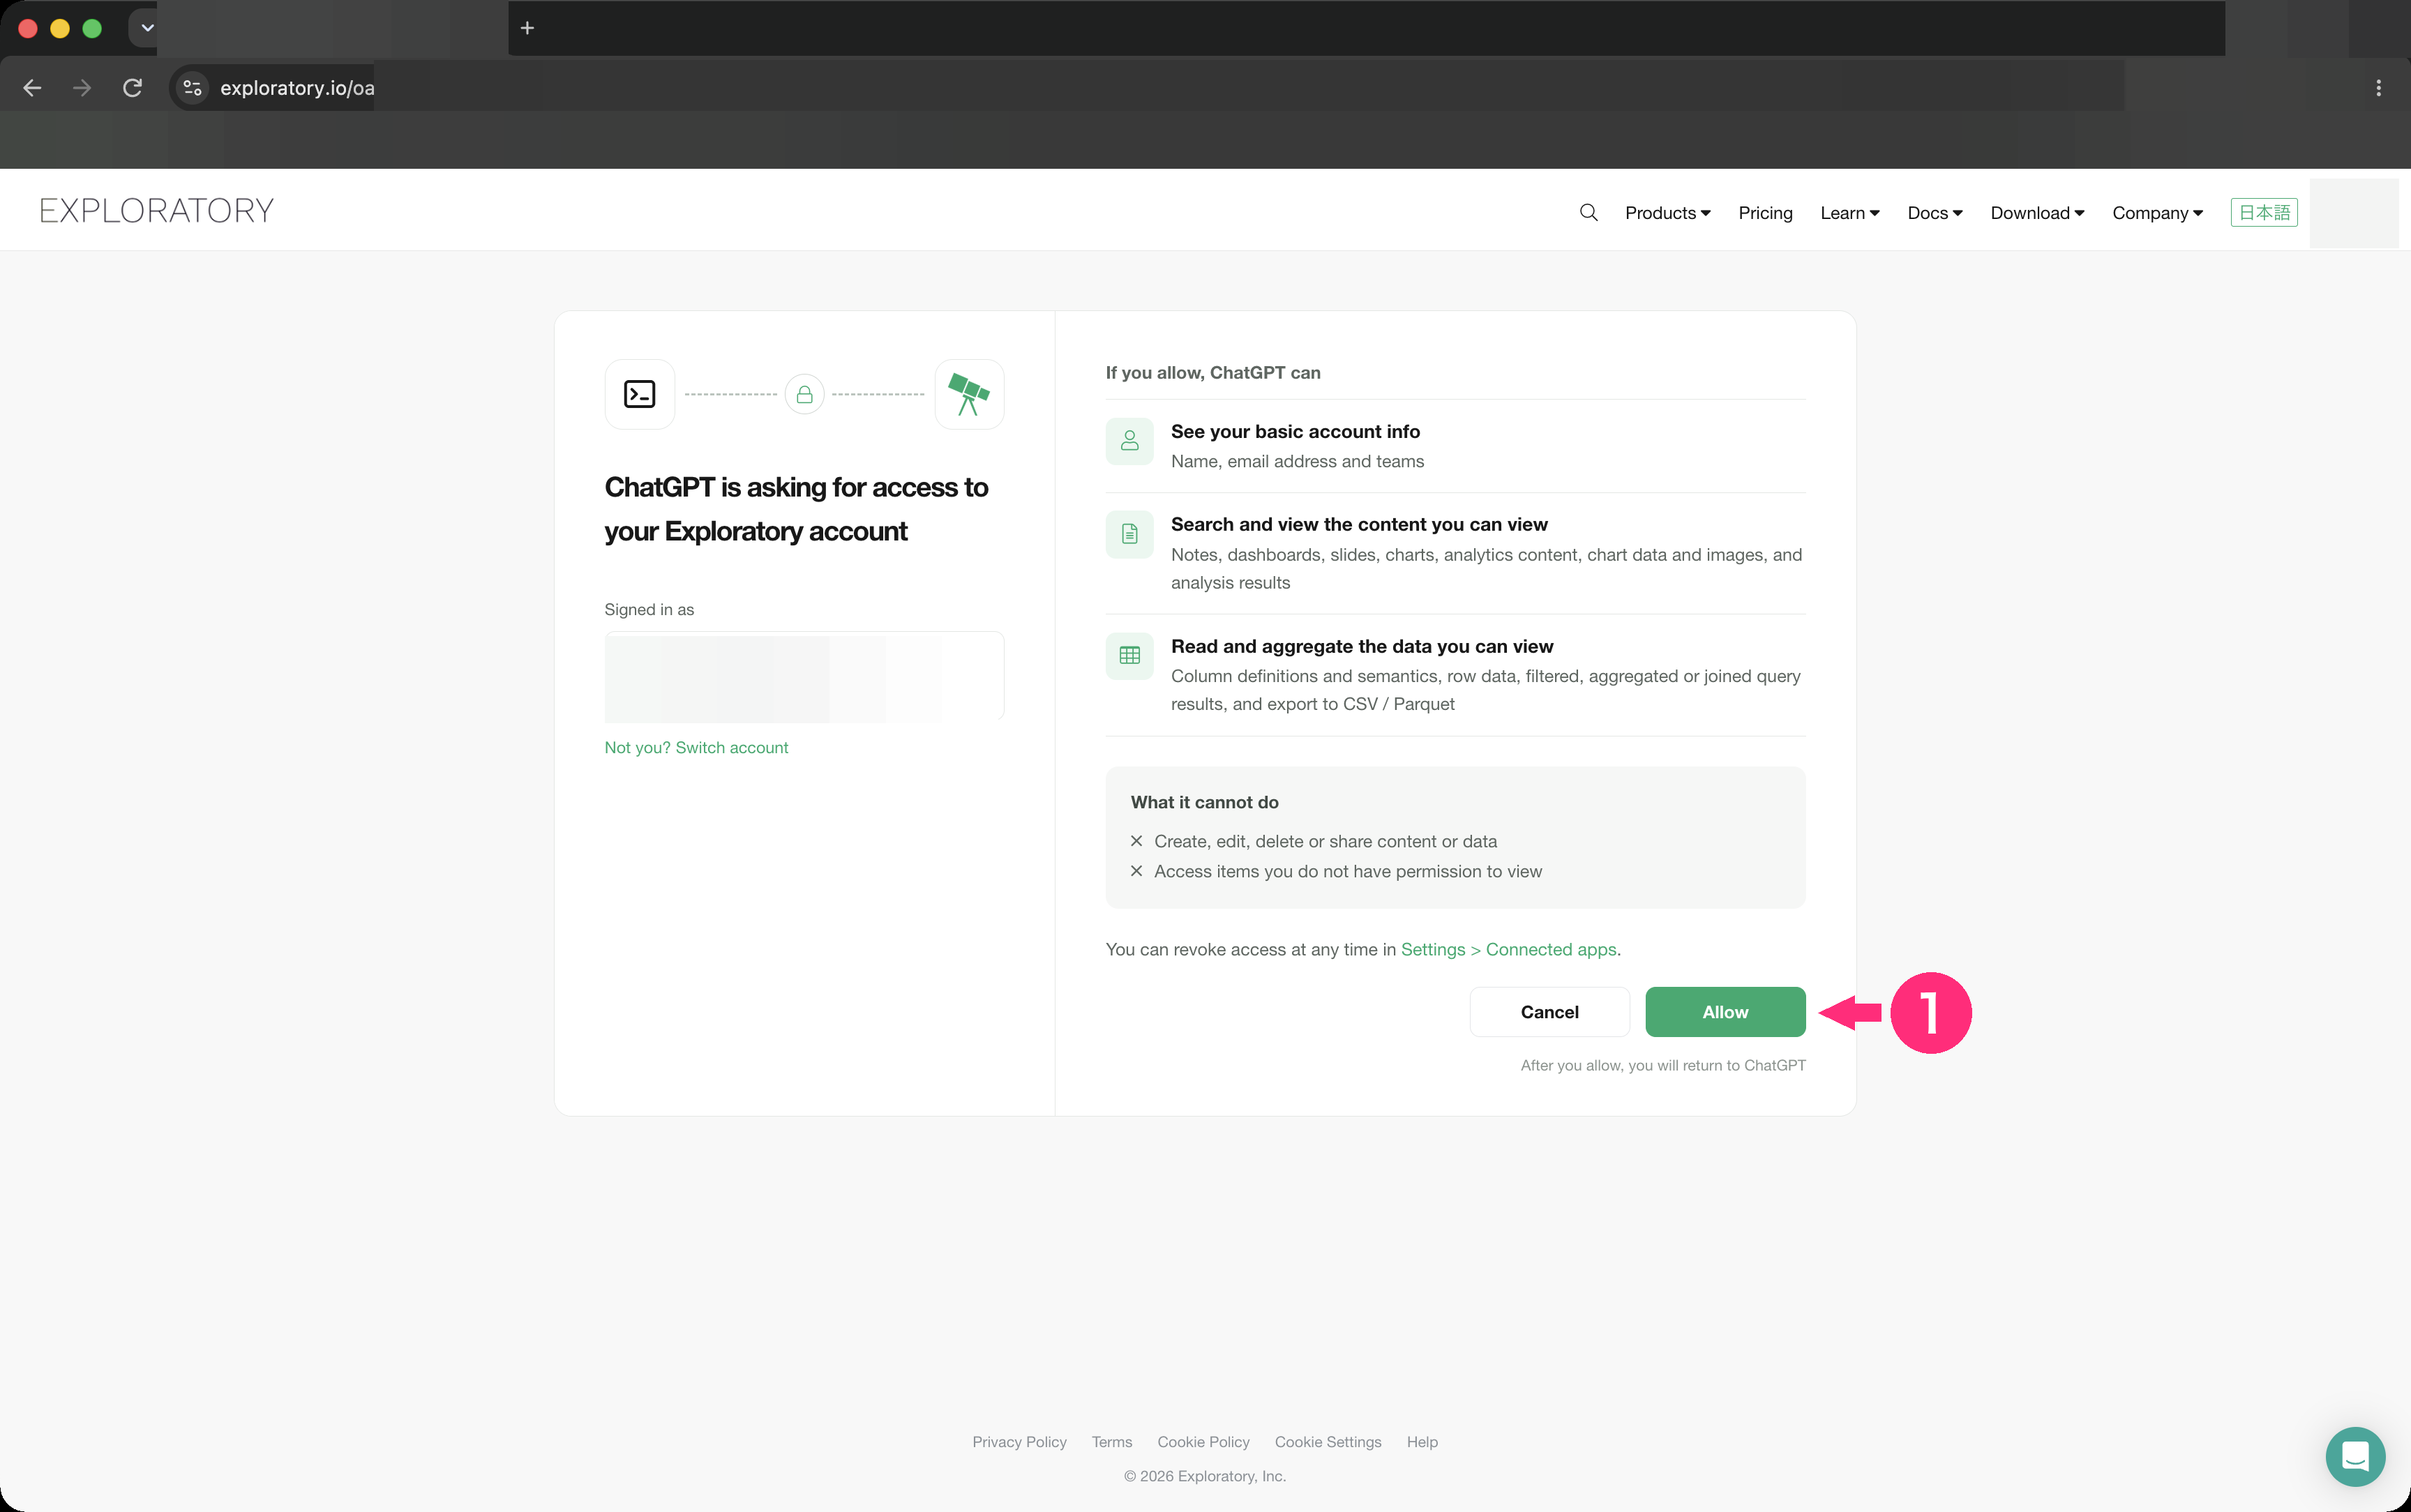 exploratory.io/oa
EXPLORATORY
Products
Pricing
Learn
Docs
Download
Company
日本語
ChatGPT is asking for access to
your Exploratory account
Signed in as
Not you? Switch account
If you allow, ChatGPT can
See your basic account info
Name, email address and teams
Search and view the content you can view
Notes, dashboards, slides, charts, analytics content, chart data and images, and
analysis results
Read and aggregate the data you can view
Column definitions and semantics, row data, filtered, aggregated or joined query
results, and export to CSV / Parquet
What it cannot do
Create, edit, delete or share content or data
Access items you do not have permission to view
You can revoke access at any time in Settings > Connected apps.
Cancel
Allow
1
After you allow, you will return to ChatGPT
Privacy Policy
Terms
Cookie Policy
Cookie Settings
Help
© 2026 Exploratory, Inc.